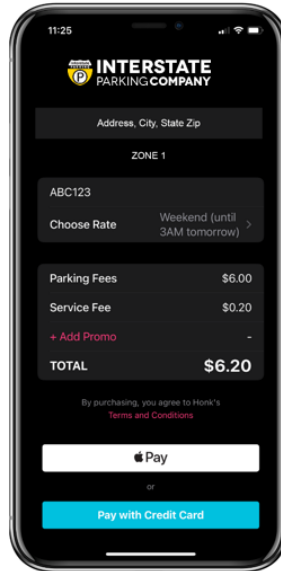 11:25
INTERSTATE
PARKING COMPANY
Address, City, State Zip
ZONE 1
ABC123
Choose Rate
Weekend (until
3AM tomorrow)
Parking Fees $6.00
Service Fee $0.20
+ Add Promo -
TOTAL $6.20
By purchasing, you agree to Honk's
Terms and Conditions
Pay
or
Pay with Credit Card